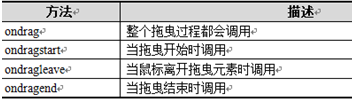 方法 描述
ondrag 整个拖曳过程都会调用
ondragstart 当拖曳开始时调用
ondragleave 当鼠标离开拖曳元素时调用
ondragend 当拖曳结束时调用